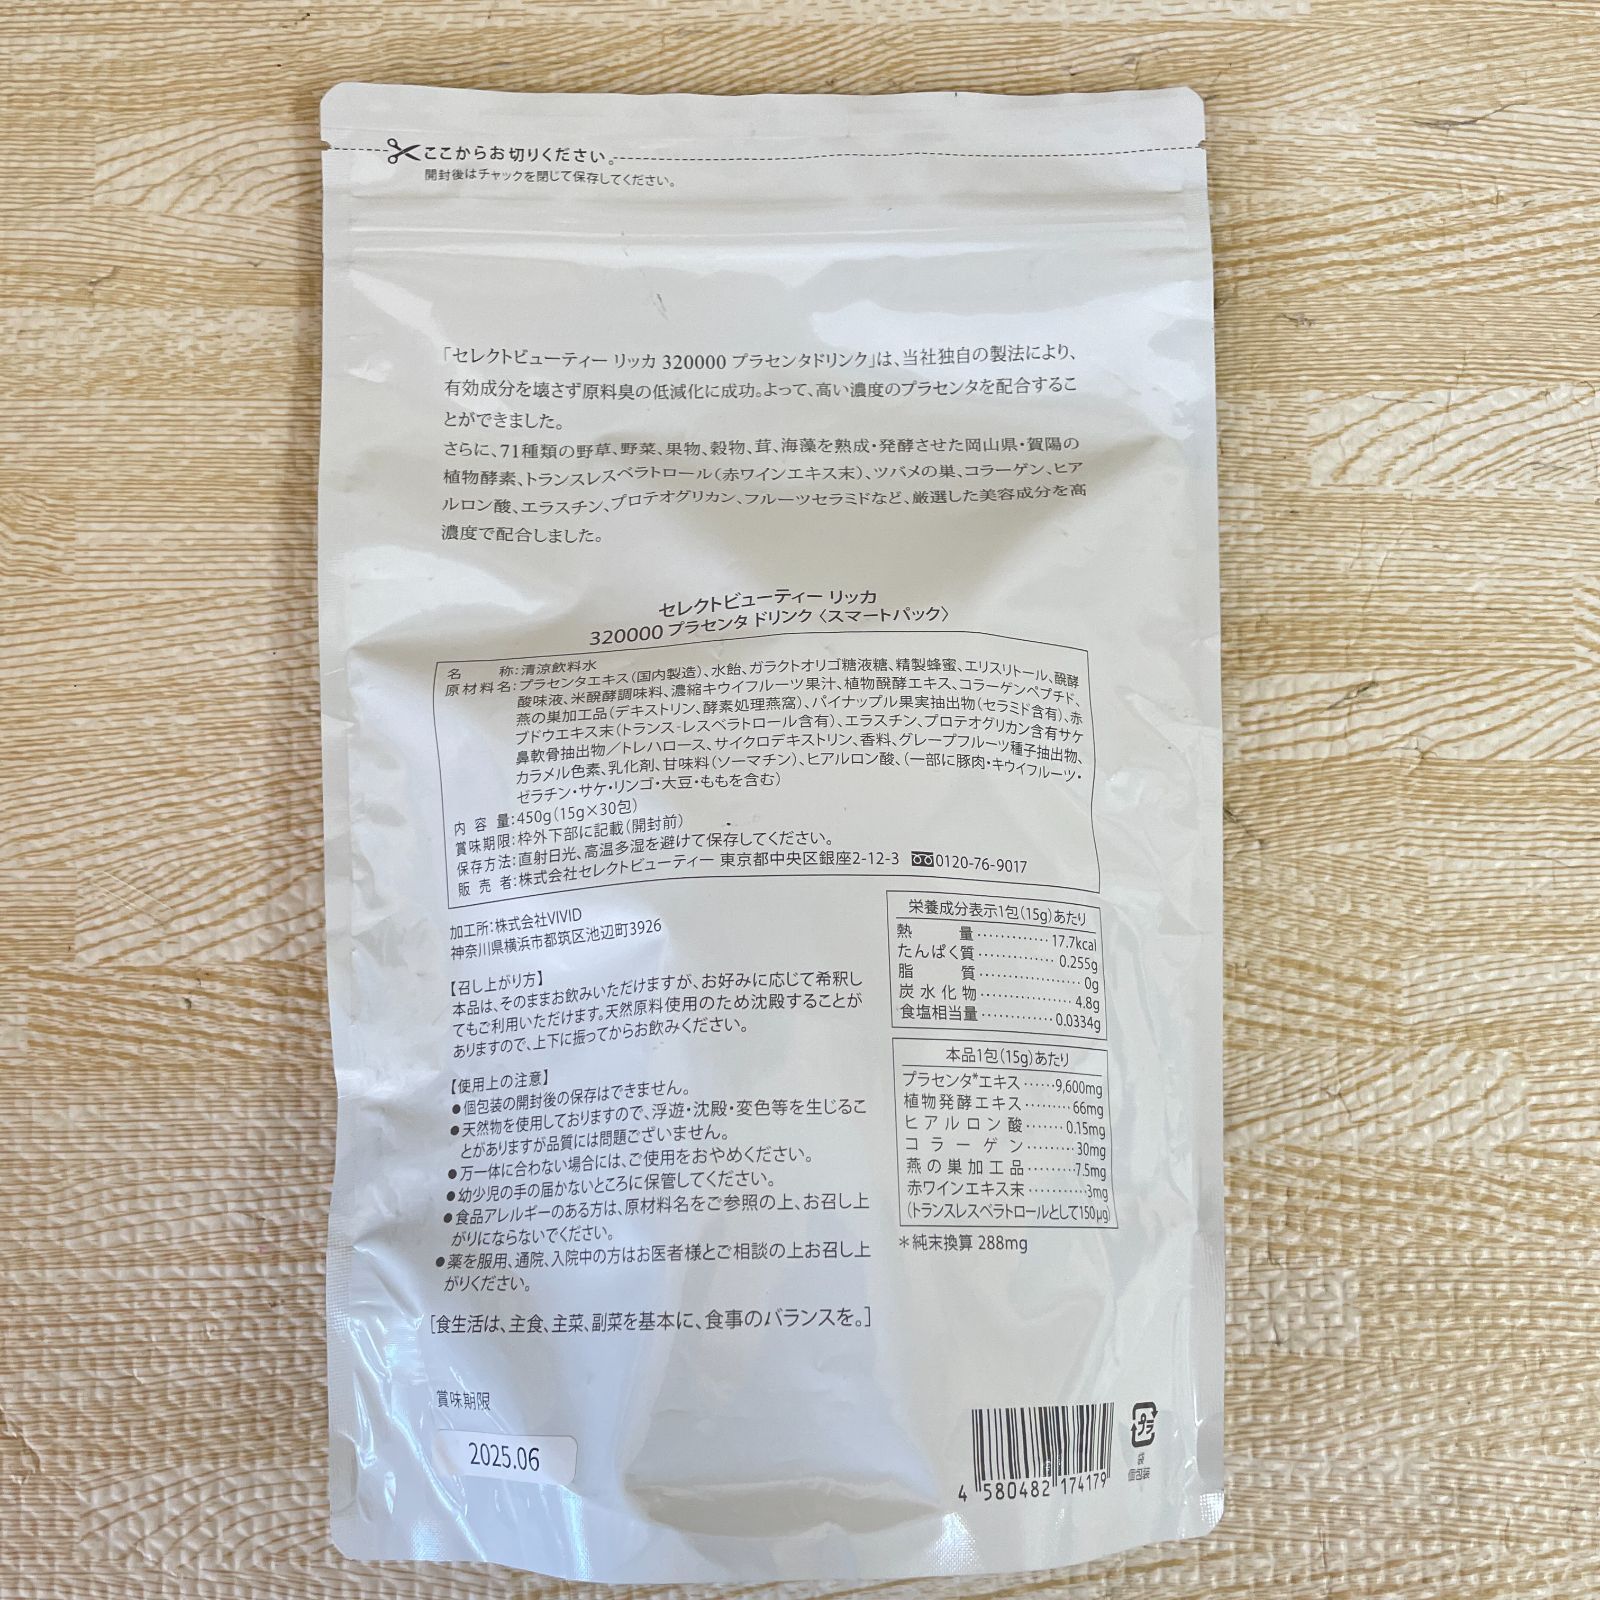 ここからお切りください。
開封後はチャックを閉じて保存してください。
「セレクトビューティー リッカ 320000 プラセンタドリンク」は、当社独自の製法により、
有効成分を壊さず原料臭の低減化に成功。よって、高い濃度のプラセンタを配合するこ
とができました。
さらに、71種類の野草、野菜、果物、穀物、茸、海藻を熟成・発酵させた岡山県・賀陽の
植物酵素、トランスレスベラトロール（赤ワインエキス末）、ツバメの巣、コラーゲン、ヒア
ルロン酸、エラスチン、プロテオグリカン、フルーツセラミドなど、厳選した美容成分を高
濃度で配合しました。
セレクトビューティー リッカ
320000 プラセンタ ドリンク〈スマートパック〉
名称：清涼飲料水
原材料名：プラセンタエキス（国内製造）、水飴、ガラクトオリゴ糖液糖、精製蜂蜜、エリスリトール、醗酵
酸味液、米醗酵調味料、濃縮キウイフルーツ果汁、植物醗酵エキス、コラーゲンペプチド、
燕の巣加工品（デキストリン、酵素処理燕窩）、パイナップル果実抽出物（セラミド含有）、赤
ブドウエキス末（トランス-レスベラトロール含有）、エラスチン、プロテオグリカン含有サケ
鼻軟骨抽出物／トレハロース、サイクロデキストリン、香料、グレープフルーツ種子抽出物、
カラメル色素、乳化剤、甘味料（ソーマチン）、ヒアルロン酸、（一部に豚肉・キウイフルーツ・
ゼラチン・サケ・リンゴ・大豆・ももを含む）
内容量：450g（15g×30包）
賞味期限：枠外下部に記載（開封前）
保存方法：直射日光、高温多湿を避けて保存してください。
販売者：株式会社セレクトビューティー 東京都中央区銀座2-12-3 0120-76-9017
加工所：株式会社VIVID
神奈川県横浜市都筑区池辺町3926
【召し上がり方】
本品は、そのままお飲みいただけますが、お好みに応じて希釈し
てもご利用いただけます。天然原料使用のため沈殿することが
ありますので、上下に振ってからお飲みください。
【使用上の注意】
●個包装の開封後の保存はできません。
●天然物を使用しておりますので、浮遊・沈殿・変色等を生じるこ
とがありますが品質には問題ございません。
●万一体に合わない場合には、ご使用をおやめください。
●幼少児の手の届かないところに保管してください。
●食品アレルギーのある方は、原材料名をご参照の上、お召し上
がりにならないでください。
●薬を服用、通院、入院中の方はお医者様とご相談の上お召し上
がりください。
［食生活は、主食、主菜、副菜を基本に、食事のバランスを。］
栄養成分表示1包（15g）あたり
熱量 ............. 17.7kcal
たんぱく質 ............. 0.255g
脂質 ................ 0g
炭水化物 ............... 4.8g
食塩相当量 ............ 0.0334g
本品1包（15g）あたり
プラセンタ*エキス ......9,600mg
植物発酵エキス .........66mg
ヒアルロン酸 ......0.15mg
コラーゲン .........30mg
燕の巣加工品 .........7.5mg
赤ワインエキス末 ...........3mg
（トランスレスベラトロールとして150μg）
＊純末換算 288mg
賞味期限
2025.06
4 580482 174179
プラ
袋
個包装